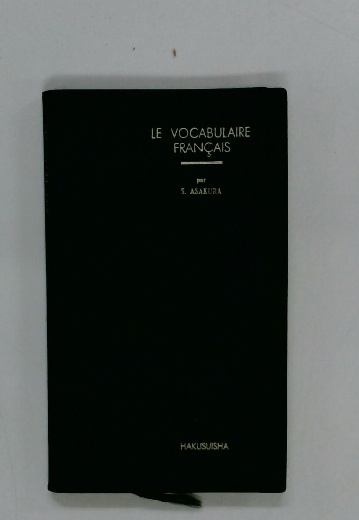 LE VOCABULAIRE
FRANÇAIS
par
S. ASAKURA
HAKUSUISHA